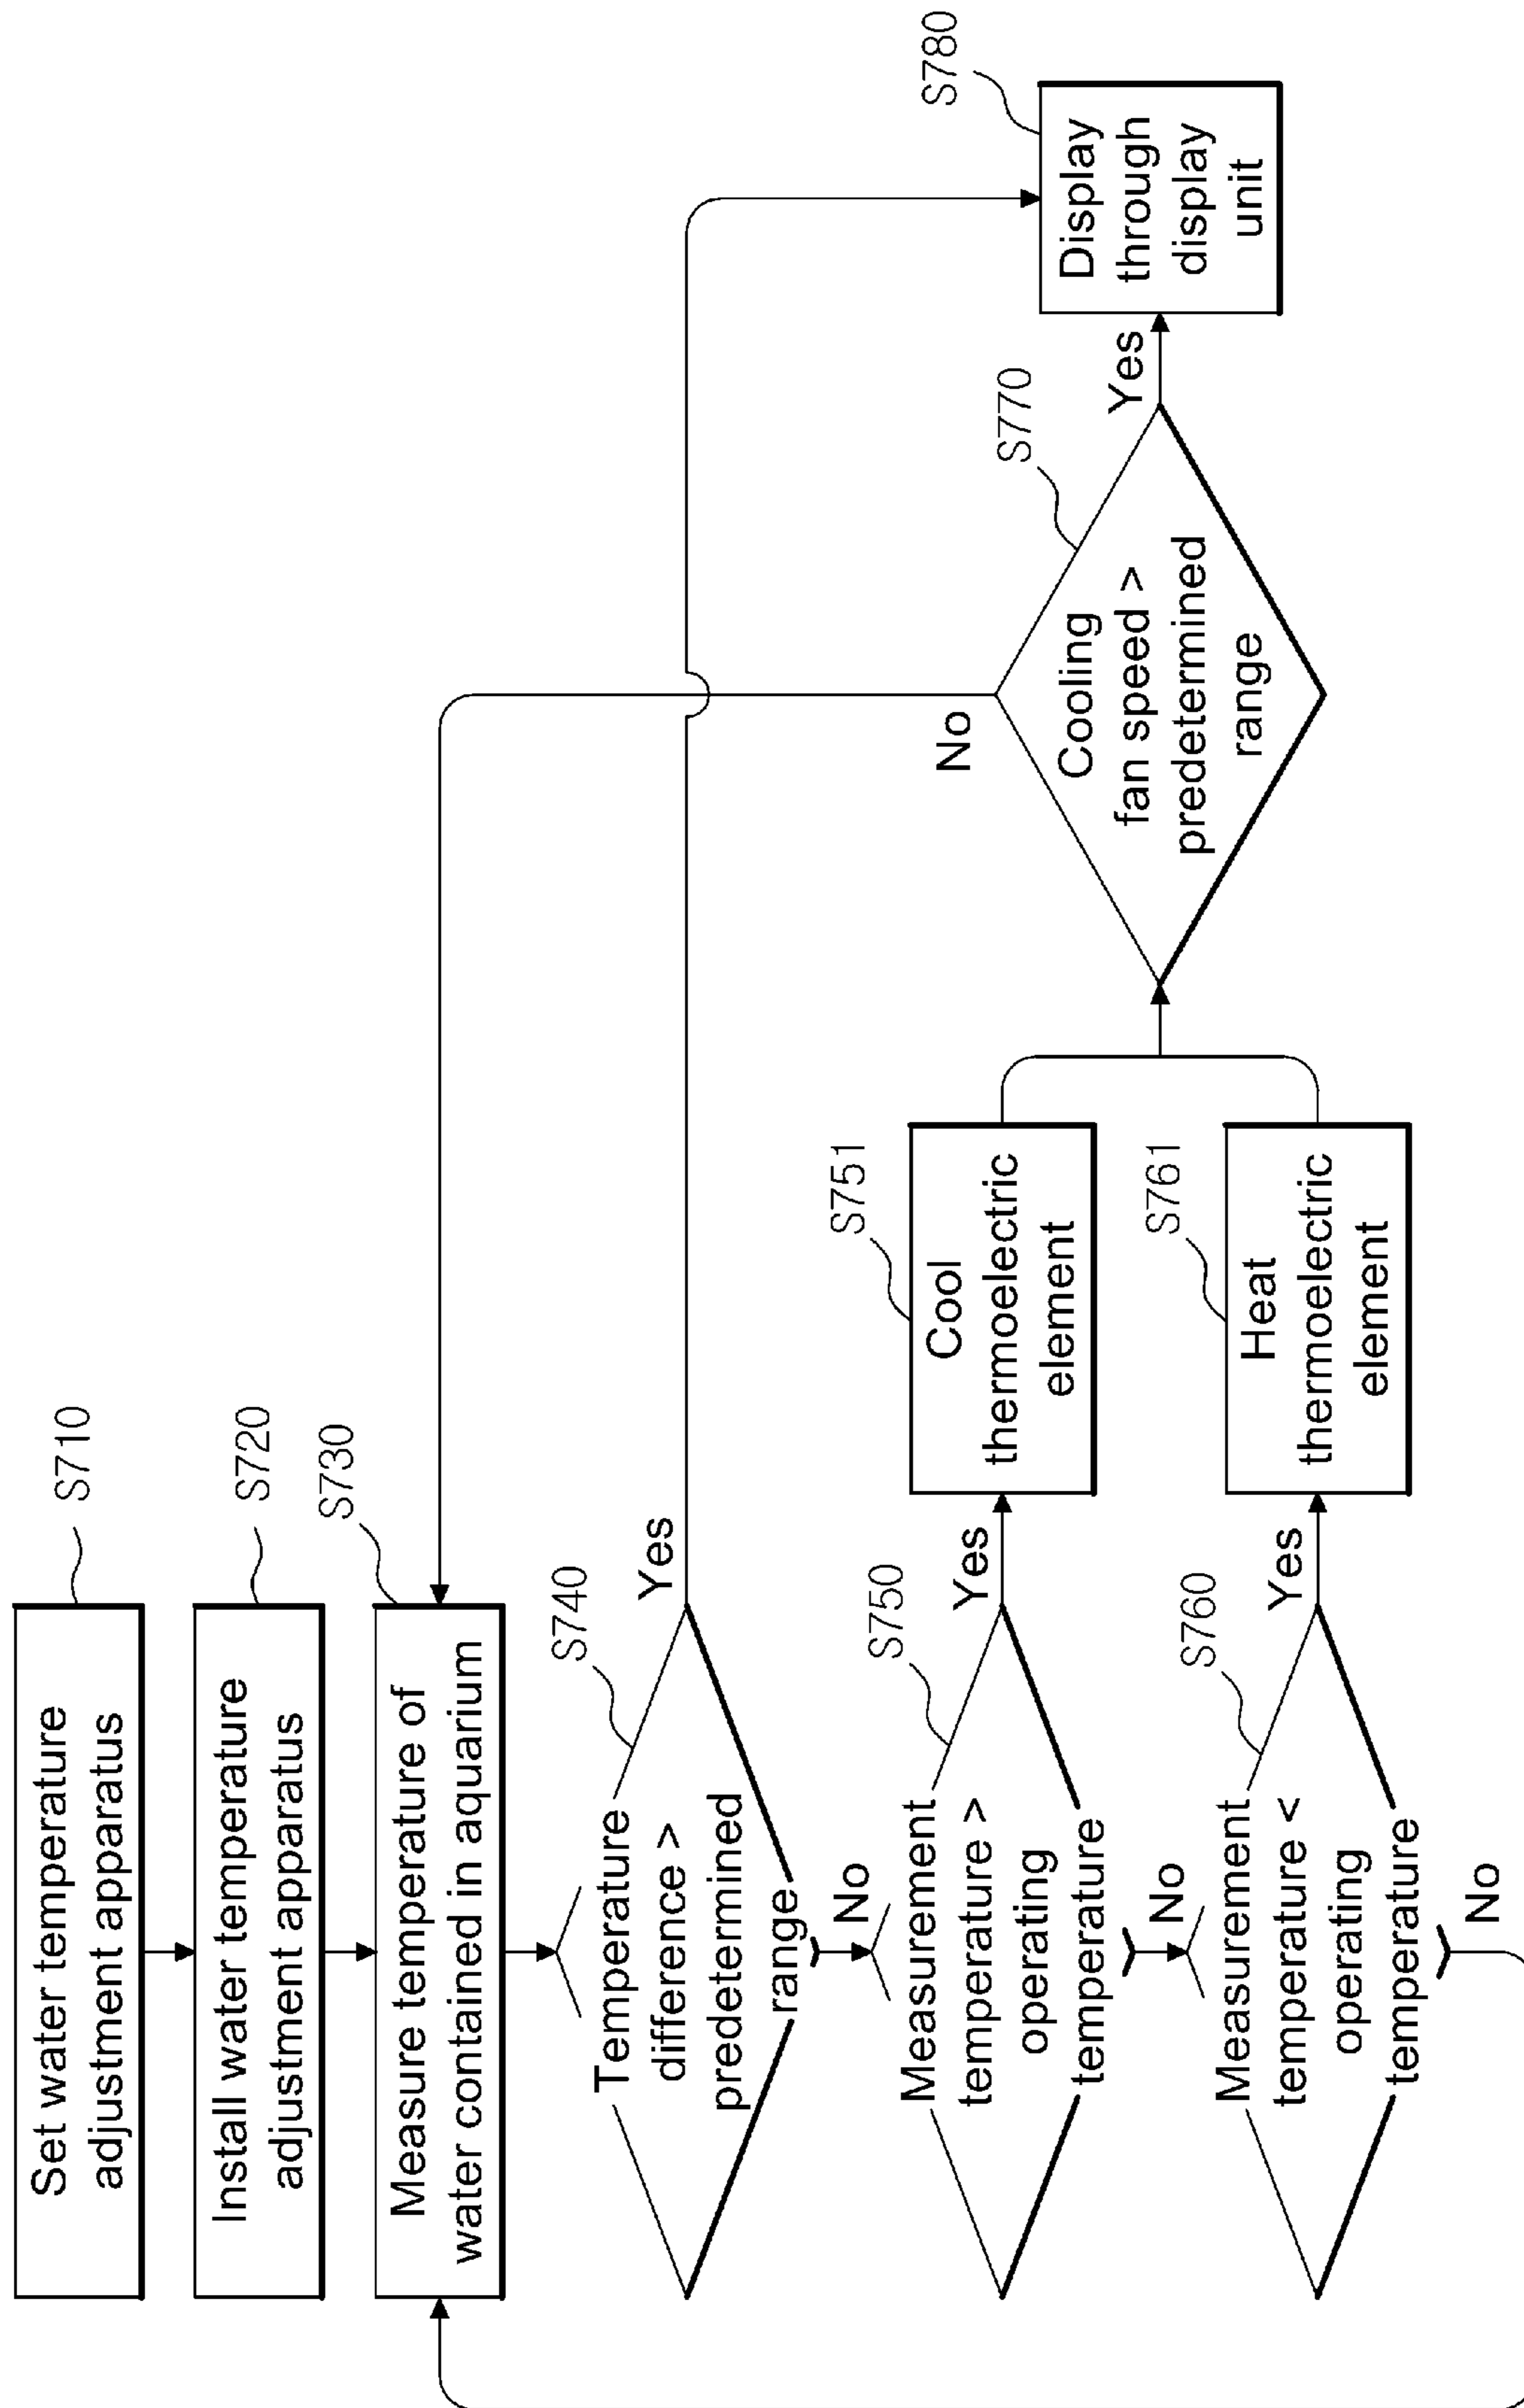 S710
Set water temperature
adjustment apparatus
S720
Install water temperature
adjustment apparatus
S730
Measure temperature of
water contained in aquarium
S740
Temperature
difference >
predetermined
range
Yes
No
S750
Measurement
temperature >
operating
temperature
Yes
No
S751
Cool
thermoelectric
element
S760
Measurement
temperature <
operating
temperature
Yes
No
S761
Heat
thermoelectric
element
S770
Cooling
fan speed >
predetermined
range
No
Yes
S780
Display
through
display
unit